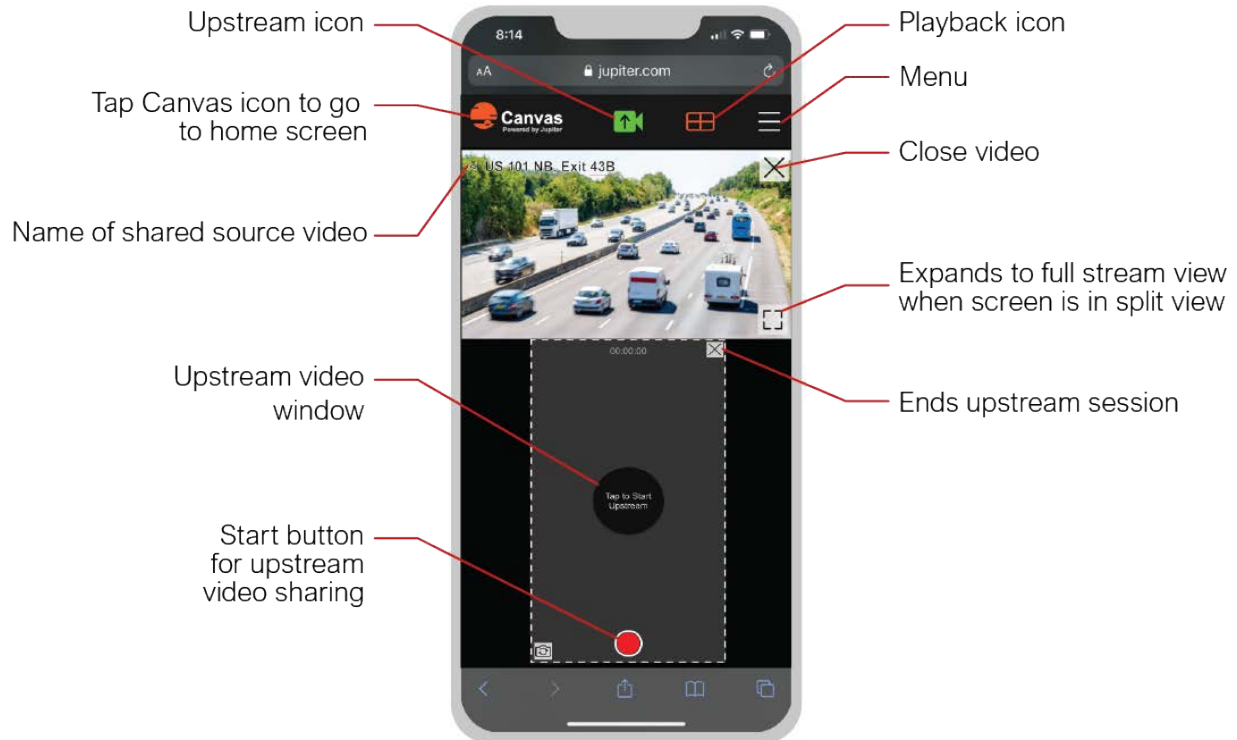 Upstream icon
Playback icon
8:14
AA
jupiter.com
Menu
Tap Canvas icon to go
to home screen
Canvas
Powered by Jupiter
Close video
US 101 NB, Exit 43B
Name of shared source video
Expands to full stream view
when screen is in split view
00:00:00
Upstream video
window
Ends upstream session
Tap to Start
Upstream
Start button
for upstream
video sharing